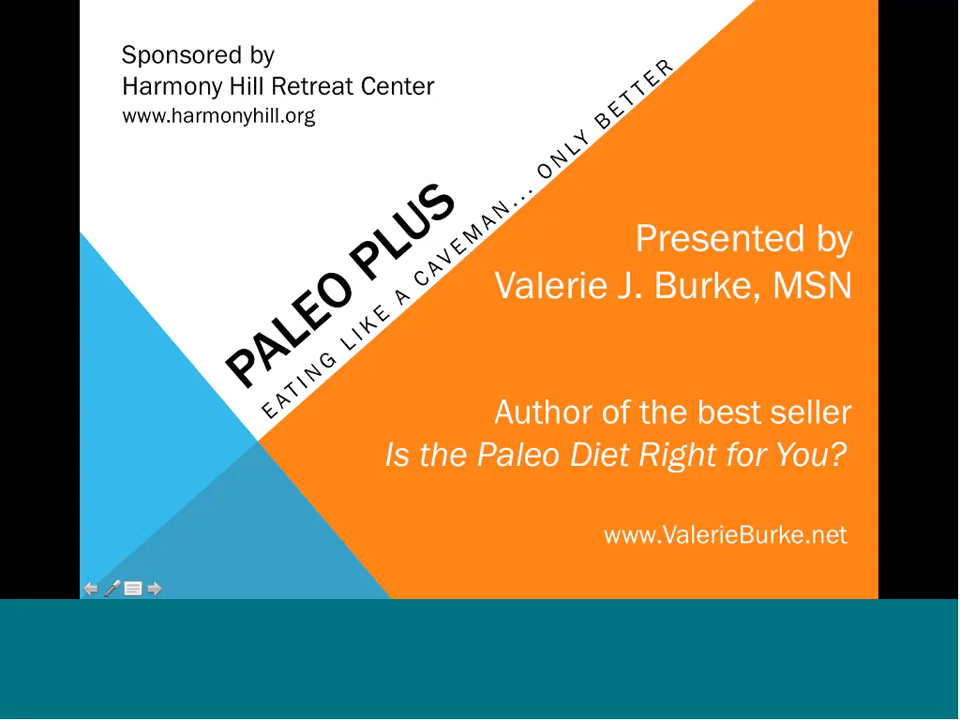 Sponsored by
Harmony Hill Retreat Center
www.harmonyhill.org
PALEO PLUS
EATING LIKE A CAVEMAN... ONLY BETTER
Presented by
Valerie J. Burke, MSN
Author of the best seller
Is the Paleo Diet Right for You?
www.ValerieBurke.net